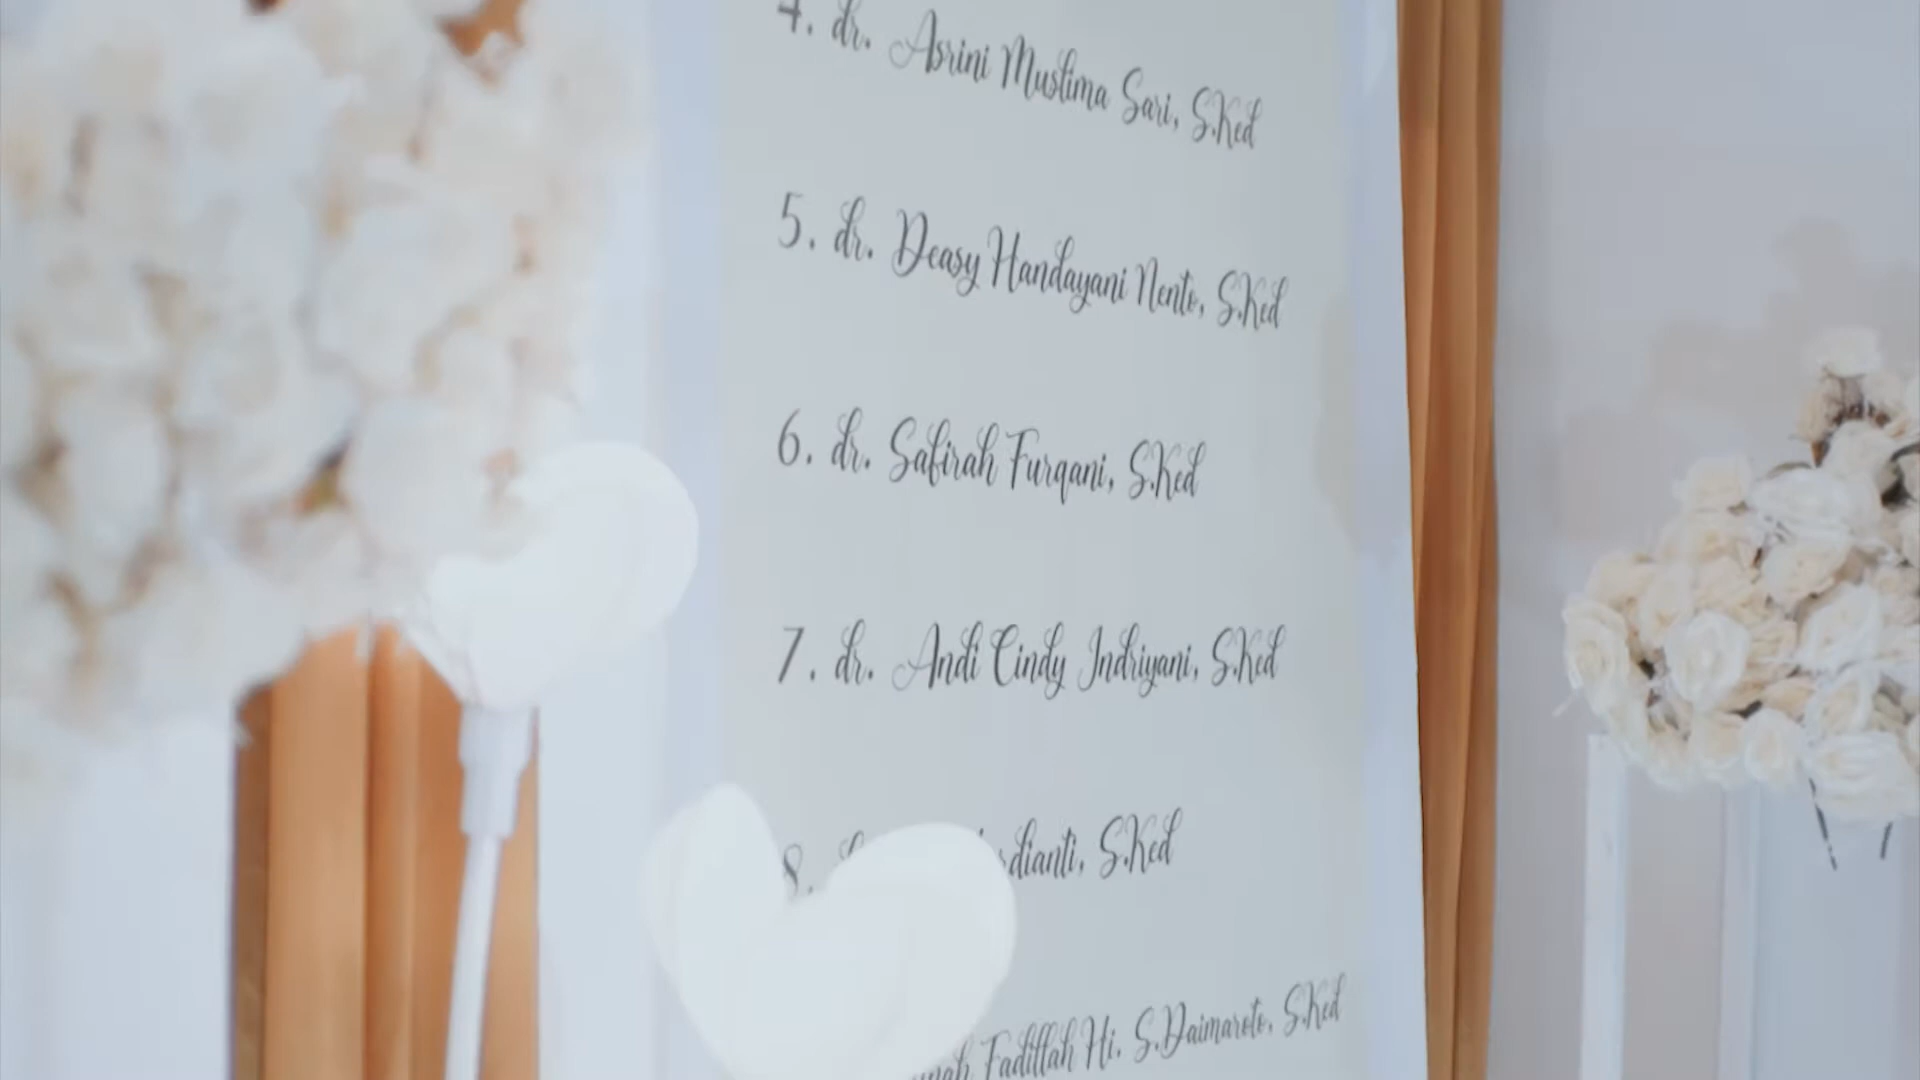 4. dr. Asrini Muslima Sari, S.Ked
5. dr. Deasy Handayani Nento, S.Ked
6. dr. Safirah Furqani, S.Ked
7. dr. Andi Cindy Indriyani, S.Ked
8. S.Ked
Fadillah Hi. S.Daimaroto, S.Ked